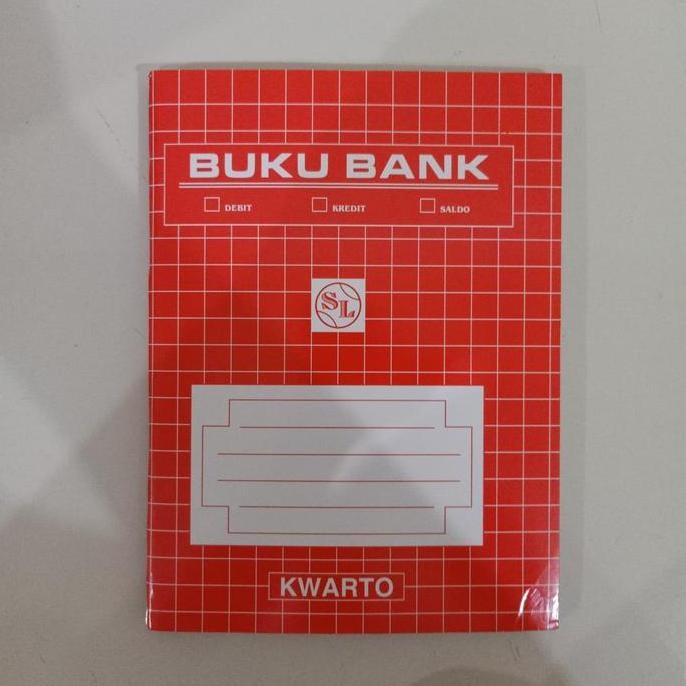 BUKU BANK
DEBIT KREDIT SALDO
SL
KWARTO